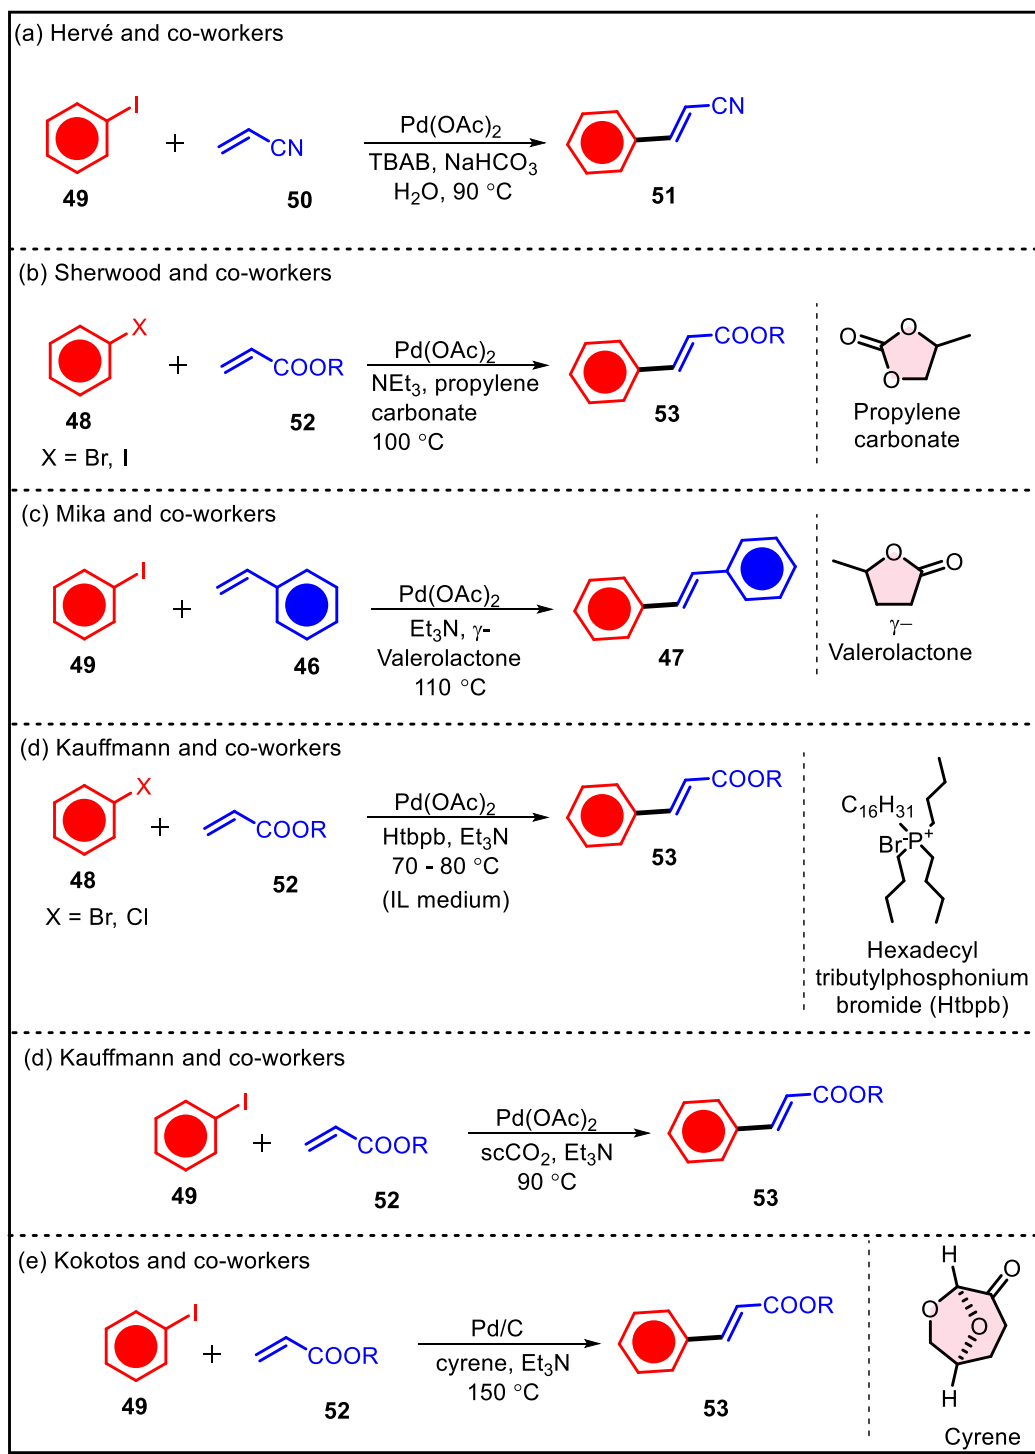 (a) Hervé and co-workers
I
+
CN
Pd(OAc)₂
TBAB, NaHCO₃
H₂O, 90 °C
CN
49
50
51
(b) Sherwood and co-workers
X
+
COOR
Pd(OAc)₂
NEt₃, propylene
carbonate
100 °C
COOR
48
52
53
X = Br, I
O
O
O
Propylene
carbonate
(c) Mika and co-workers
I
+
Pd(OAc)₂
Et₃N, γ-
Valerolactone
110 °C
49
46
47
O
O
γ–
Valerolactone
(d) Kauffmann and co-workers
X
+
COOR
Pd(OAc)₂
Htbpb, Et₃N
70 - 80 °C
(IL medium)
COOR
48
52
53
X = Br, Cl
C₁₆H₃₁
Br⁻P⁺
Hexadecyl
tributylphosphonium
bromide (Htbpb)
(d) Kauffmann and co-workers
I
+
COOR
Pd(OAc)₂
scCO₂, Et₃N
90 °C
COOR
49
52
53
(e) Kokotos and co-workers
I
+
COOR
Pd/C
cyrene, Et₃N
150 °C
COOR
49
52
53
H
O
O
O
H
Cyrene